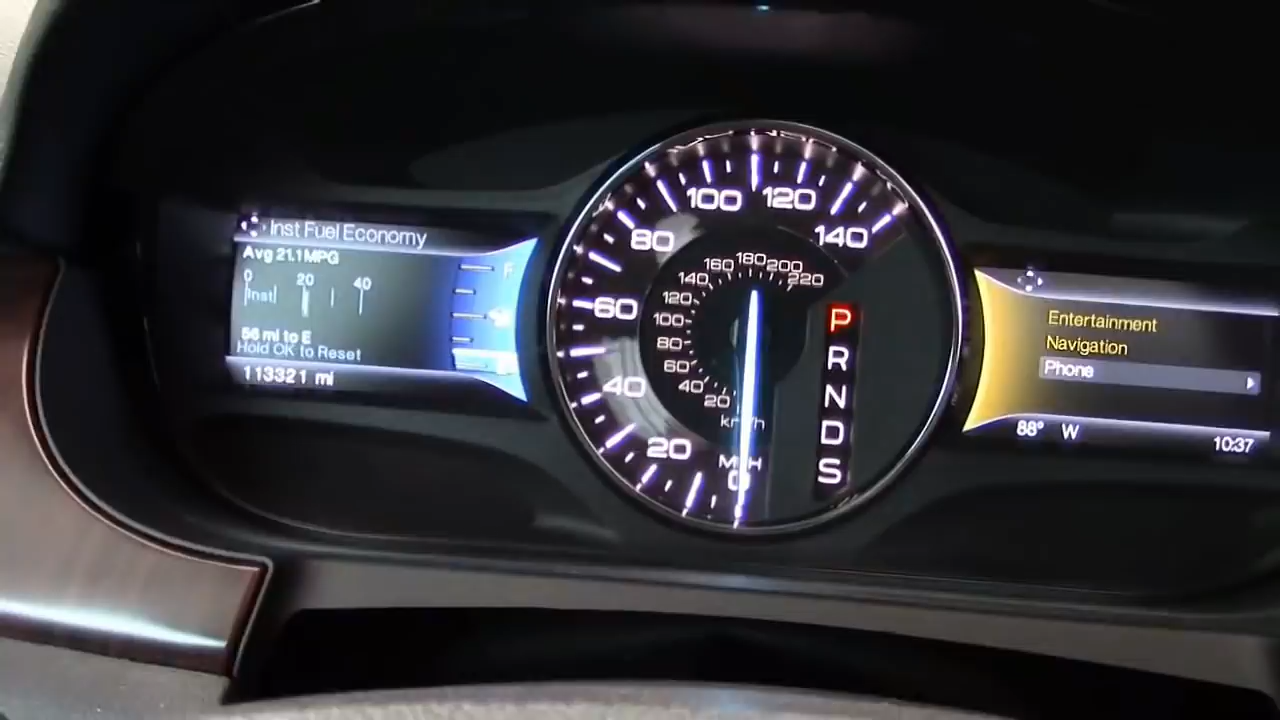 Inst Fuel Economy
Avg 21.1 MPG
0 20 40
Inst
56 mi to E
Hold OK to Reset
113321 mi
F
0
20
40
60
80
100
120
140
MPH
20
40
60
80
100
120
140
160
180
200
220
km/h
P
R
N
D
S
Entertainment
Navigation
Phone
88° W
10:37